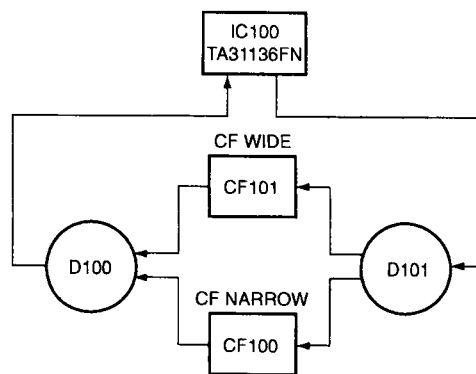 IC100
TA31136FN
CF WIDE
CF101
D100
D101
CF NARROW
CF100